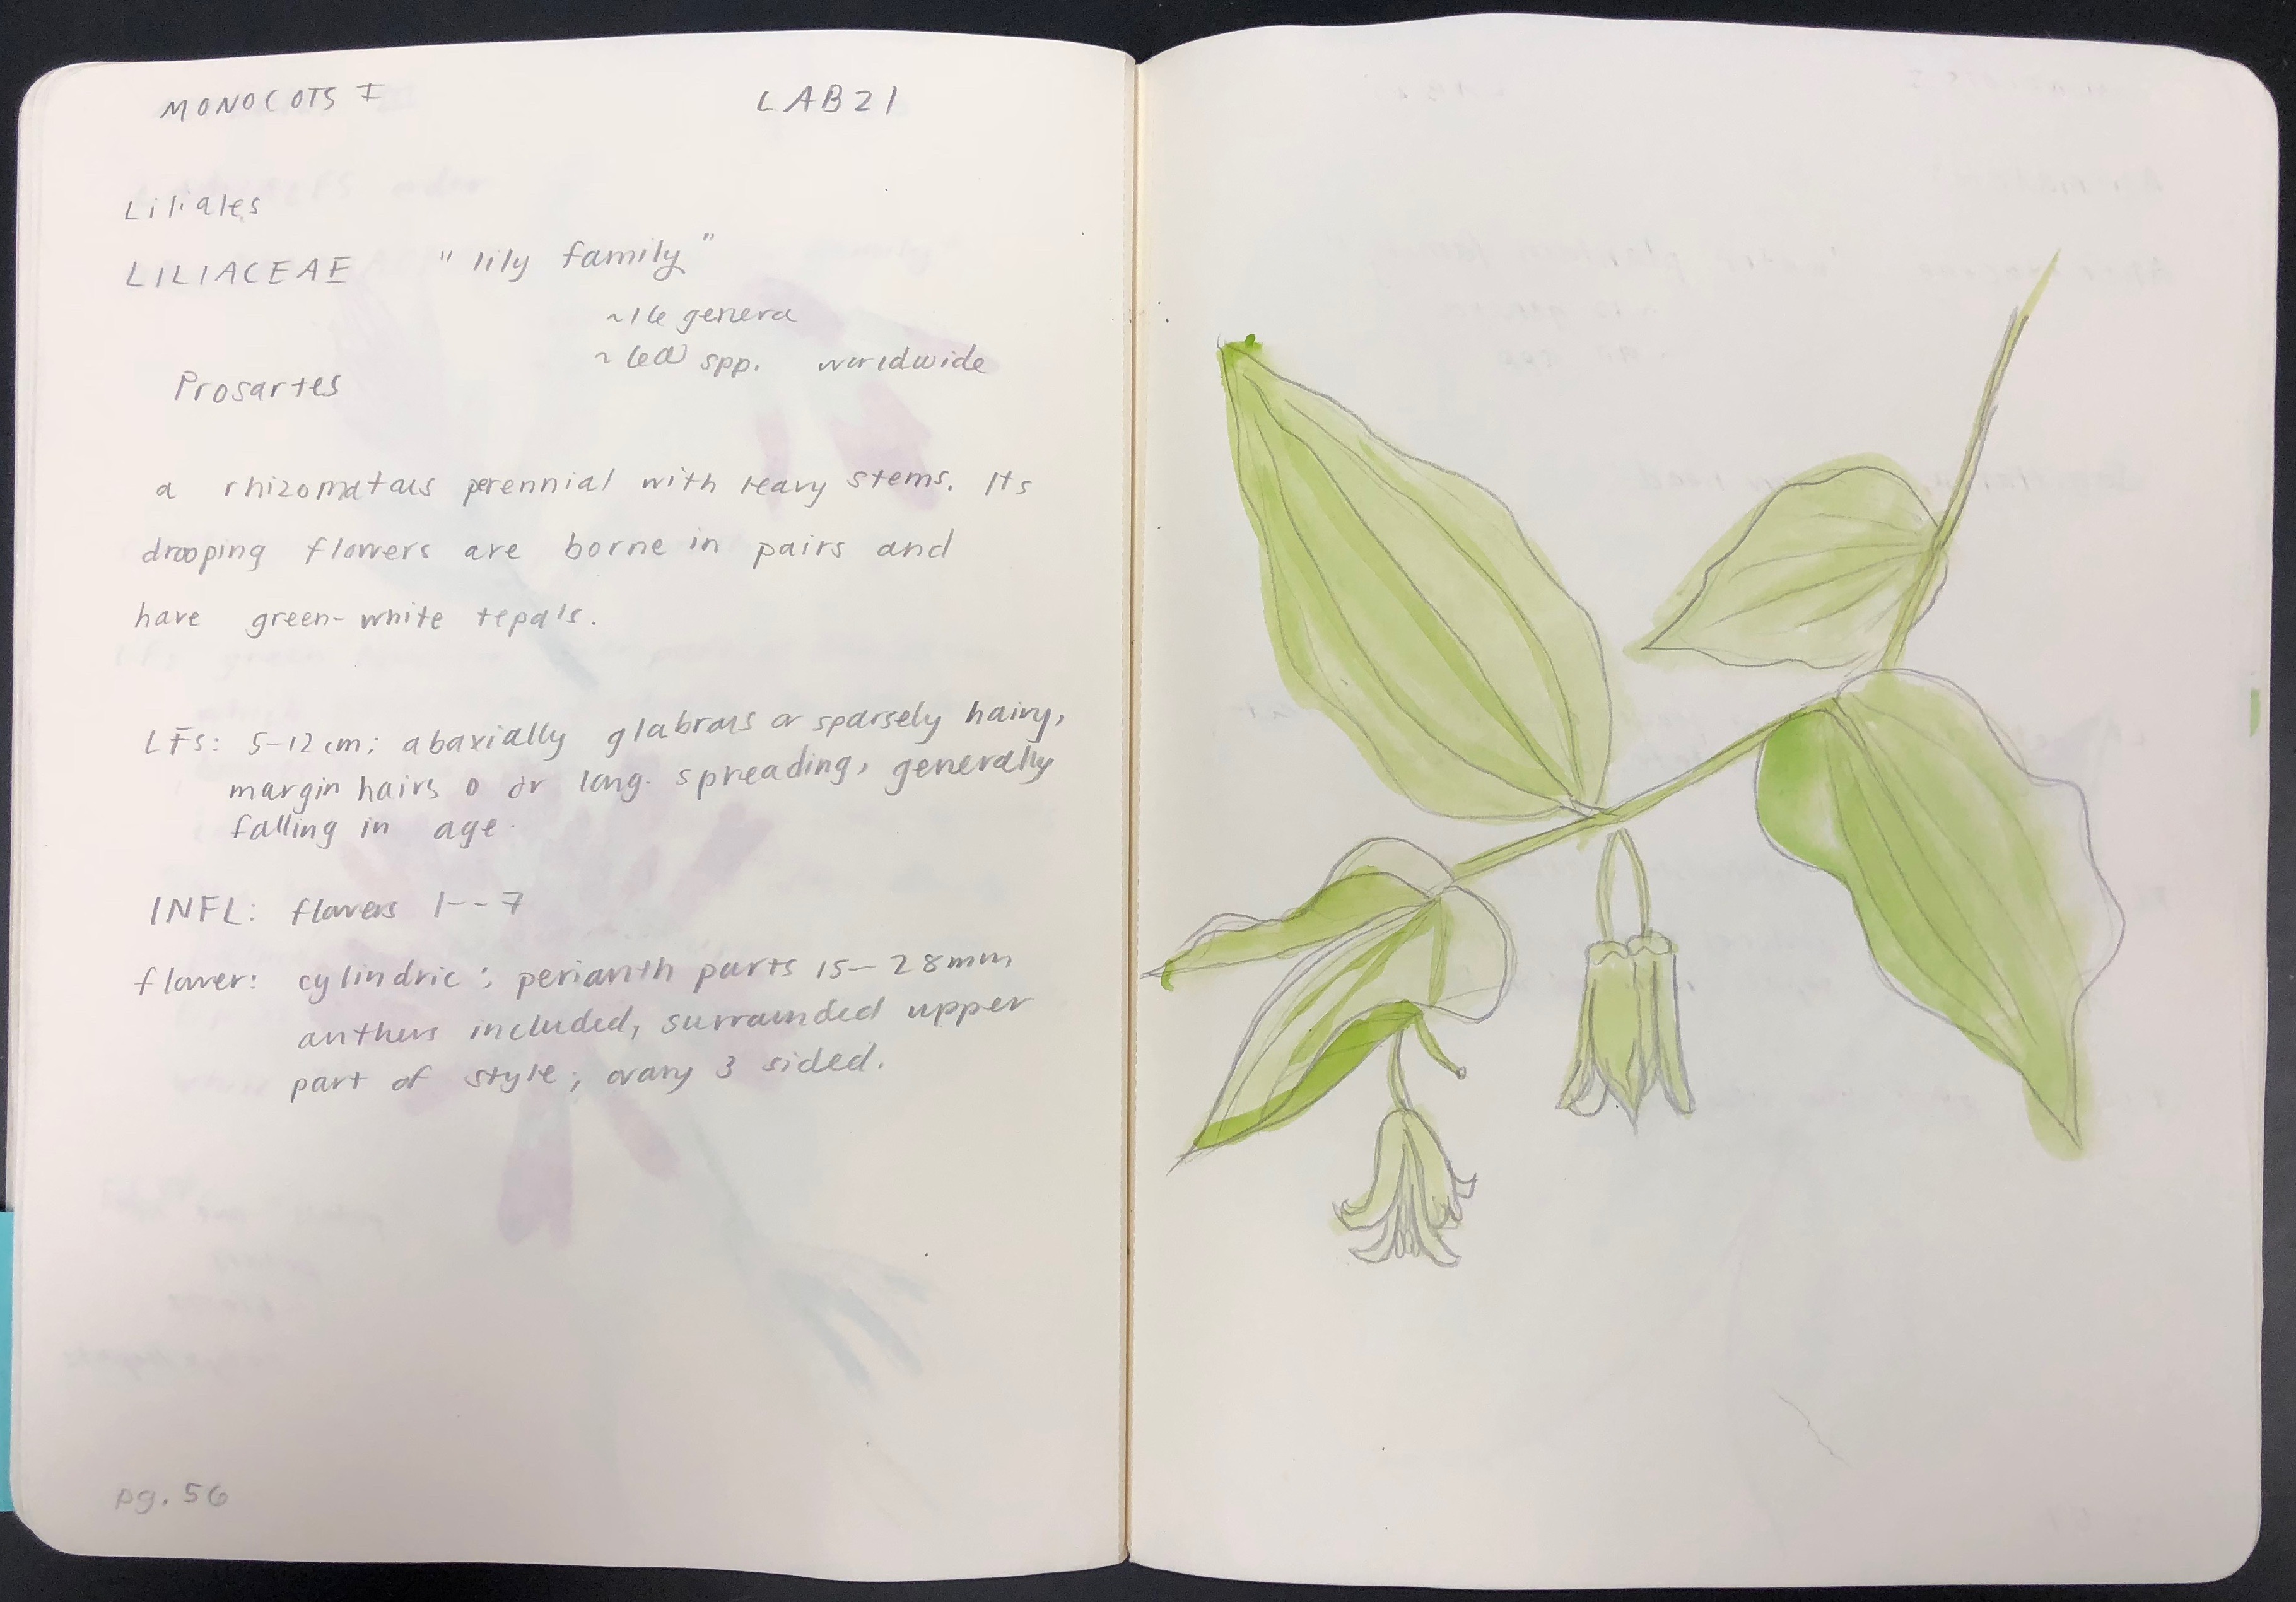 MONOCOTS I LAB 21
Liliales
LILIACEAE "lily family"
~16 genera
~600 spp. worldwide
Prosartes
a rhizomatous perennial with heavy stems. Its
drooping flowers are borne in pairs and
have green-white tepals.
LFs: 5-12 cm; abaxially glabrous or sparsely hairy,
margin hairs 0 or long. spreading, generally
falling in age.
INFL: flowers 1--7
flower: cylindric; perianth parts 15-28mm
anthers included, surrounded upper
part of style; ovary 3 sided.
pg. 56